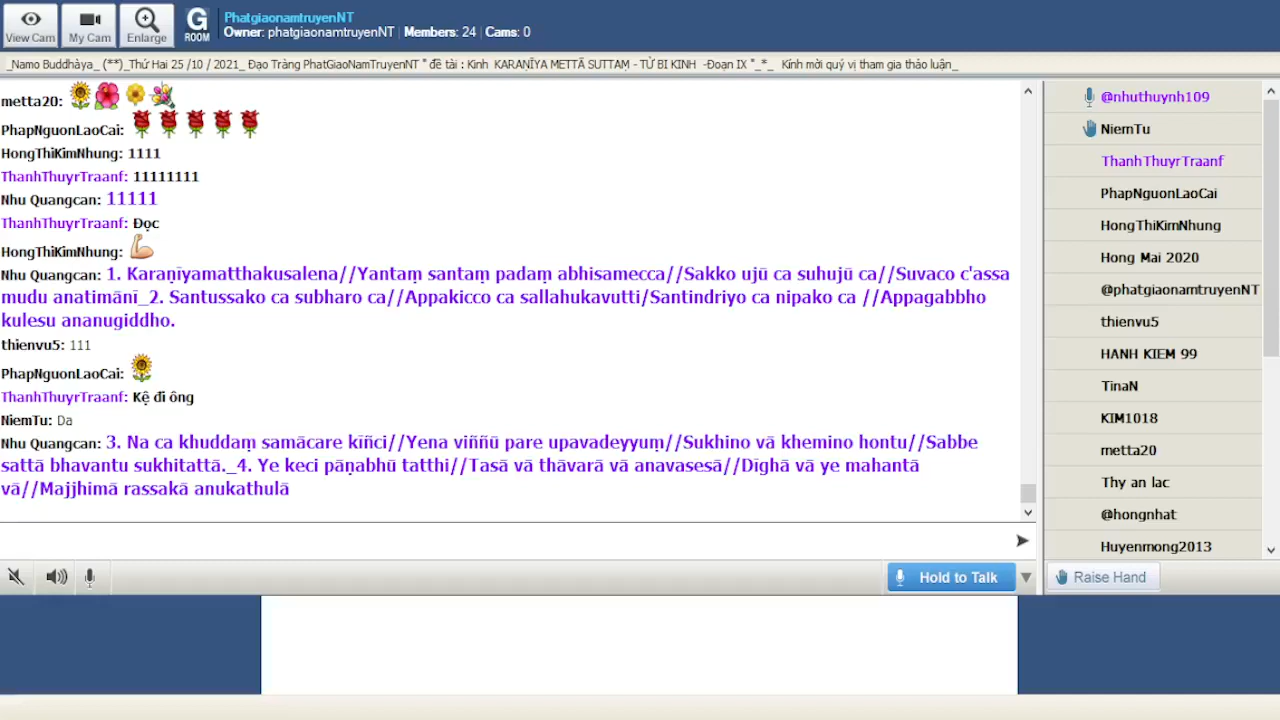 View Cam
My Cam
Enlarge
G
ROOM
PhatgiaonamtruyenNT
Owner: phatgiaonamtruyenNT | Members: 24 | Cams: 0
_Namo Buddhàya_ (**)_Thứ Hai 25 /10 / 2021_ Đạo Tràng PhatGiaoNamTruyenNT " đề tài : Kinh KARAṆĪYA METTĀ SUTTAṂ - TỪ BI KINH -Đoạn IX "_*_ Kính mời quý vị tham gia thảo luận_
metta20:
PhapNguonLaoCai:
HongThiKimNhung: 1111
ThanhThuyrTraanf: 11111111
Nhu Quangcan: 11111
ThanhThuyrTraanf: Đọc
HongThiKimNhung:
Nhu Quangcan: 1. Karaṇīyamatthakusalena//Yantaṃ santaṃ padaṃ abhisamecca//Sakko ujū ca suhujū ca//Suvaco c'assa
mudu anatimānī_2. Santussako ca subharo ca//Appakicco ca sallahukavutti/Santindriyo ca nipako ca //Appagabbho
kulesu ananugiddho.
thienvu5: 111
PhapNguonLaoCai:
ThanhThuyrTraanf: Kệ đi ông
NiemTu: Da
Nhu Quangcan: 3. Na ca khuddaṃ samācare kiñci//Yena viññū pare upavadeyyuṃ//Sukhino vā khemino hontu//Sabbe
sattā bhavantu sukhitattā._4. Ye keci pāṇabhū tatthi//Tasā vā thāvarā vā anavasesā//Dīghā vā ye mahantā
vā//Majjhimā rassakā anukathulā
Hold to Talk
@nhuthuynh109
NiemTu
ThanhThuyrTraanf
PhapNguonLaoCai
HongThiKimNhung
Hong Mai 2020
@phatgiaonamtruyenNT
thienvu5
HANH KIEM 99
TinaN
KIM1018
metta20
Thy an lac
@hongnhat
Huyenmong2013
Raise Hand